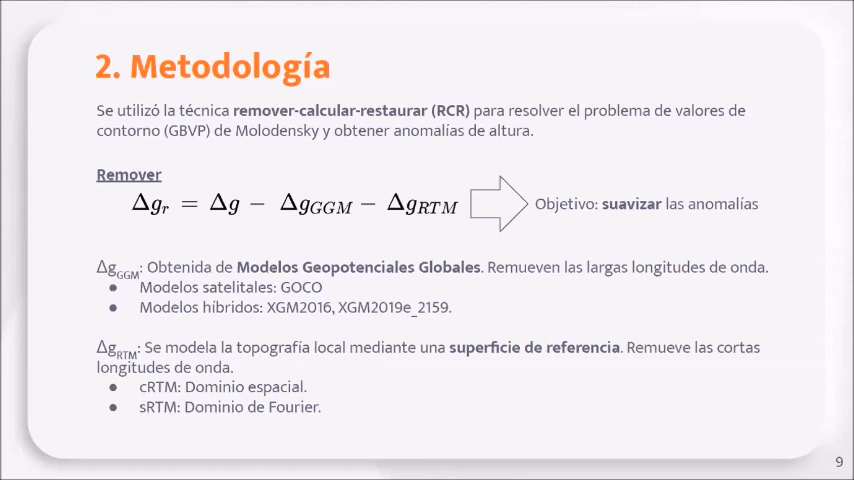 2. Metodología
Se utilizó la técnica remover-calcular-restaurar (RCR) para resolver el problema de valores de
contorno (GBVP) de Molodensky y obtener anomalías de altura.
Remover
Δg_r = Δg − Δg_GGM − Δg_RTM
Objetivo: suavizar las anomalías
Δg_GGM: Obtenida de Modelos Geopotenciales Globales. Remueven las largas longitudes de onda.
● Modelos satelitales: GOCO
● Modelos híbridos: XGM2016, XGM2019e_2159.
Δg_RTM: Se modela la topografía local mediante una superficie de referencia. Remueve las cortas
longitudes de onda.
● cRTM: Dominio espacial.
● sRTM: Dominio de Fourier.
9